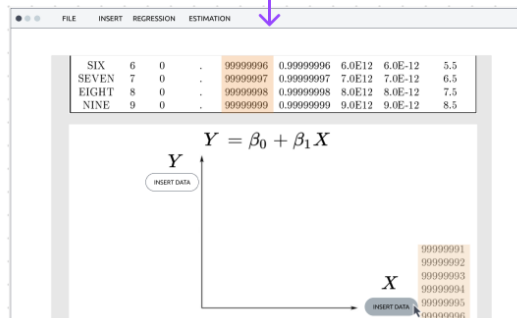 FILE INSERT REGRESSION ESTIMATION
SIX 6 0 . 99999996 0.99999996 6.0E12 6.0E-12 5.5
SEVEN 7 0 . 99999997 0.99999997 7.0E12 7.0E-12 6.5
EIGHT 8 0 . 99999998 0.99999998 8.0E12 8.0E-12 7.5
NINE 9 0 . 99999999 0.99999999 9.0E12 9.0E-12 8.5
Y = β₀ + β₁X
Y
INSERT DATA
99999991
99999992
99999993
X
99999994
99999995
INSERT DATA
99999996